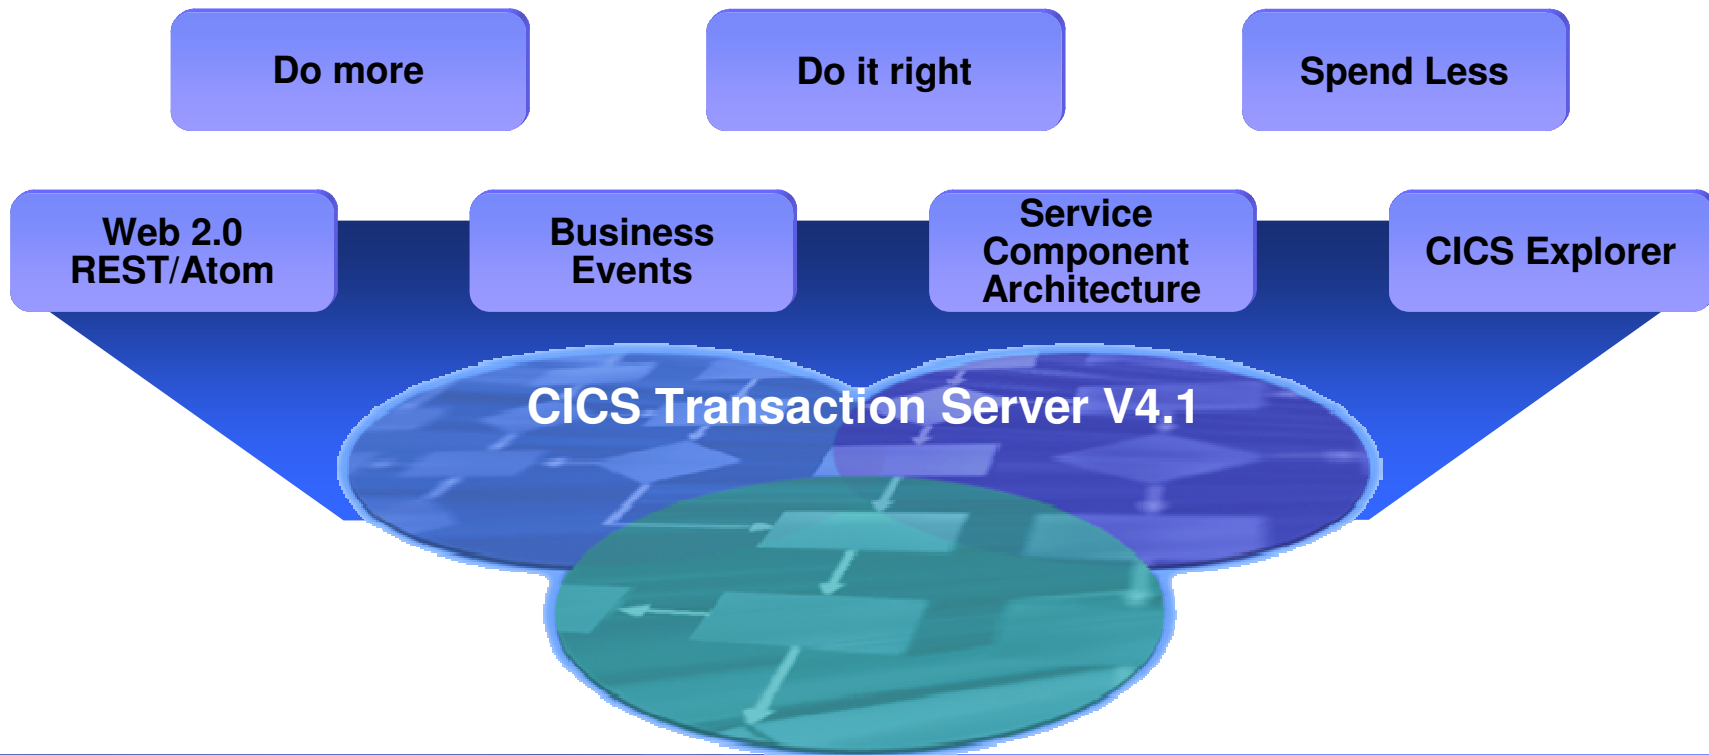 Do more
Do it right
Spend Less
Web 2.0
REST/Atom
Business
Events
Service
Component
Architecture
CICS Explorer
CICS Transaction Server V4.1